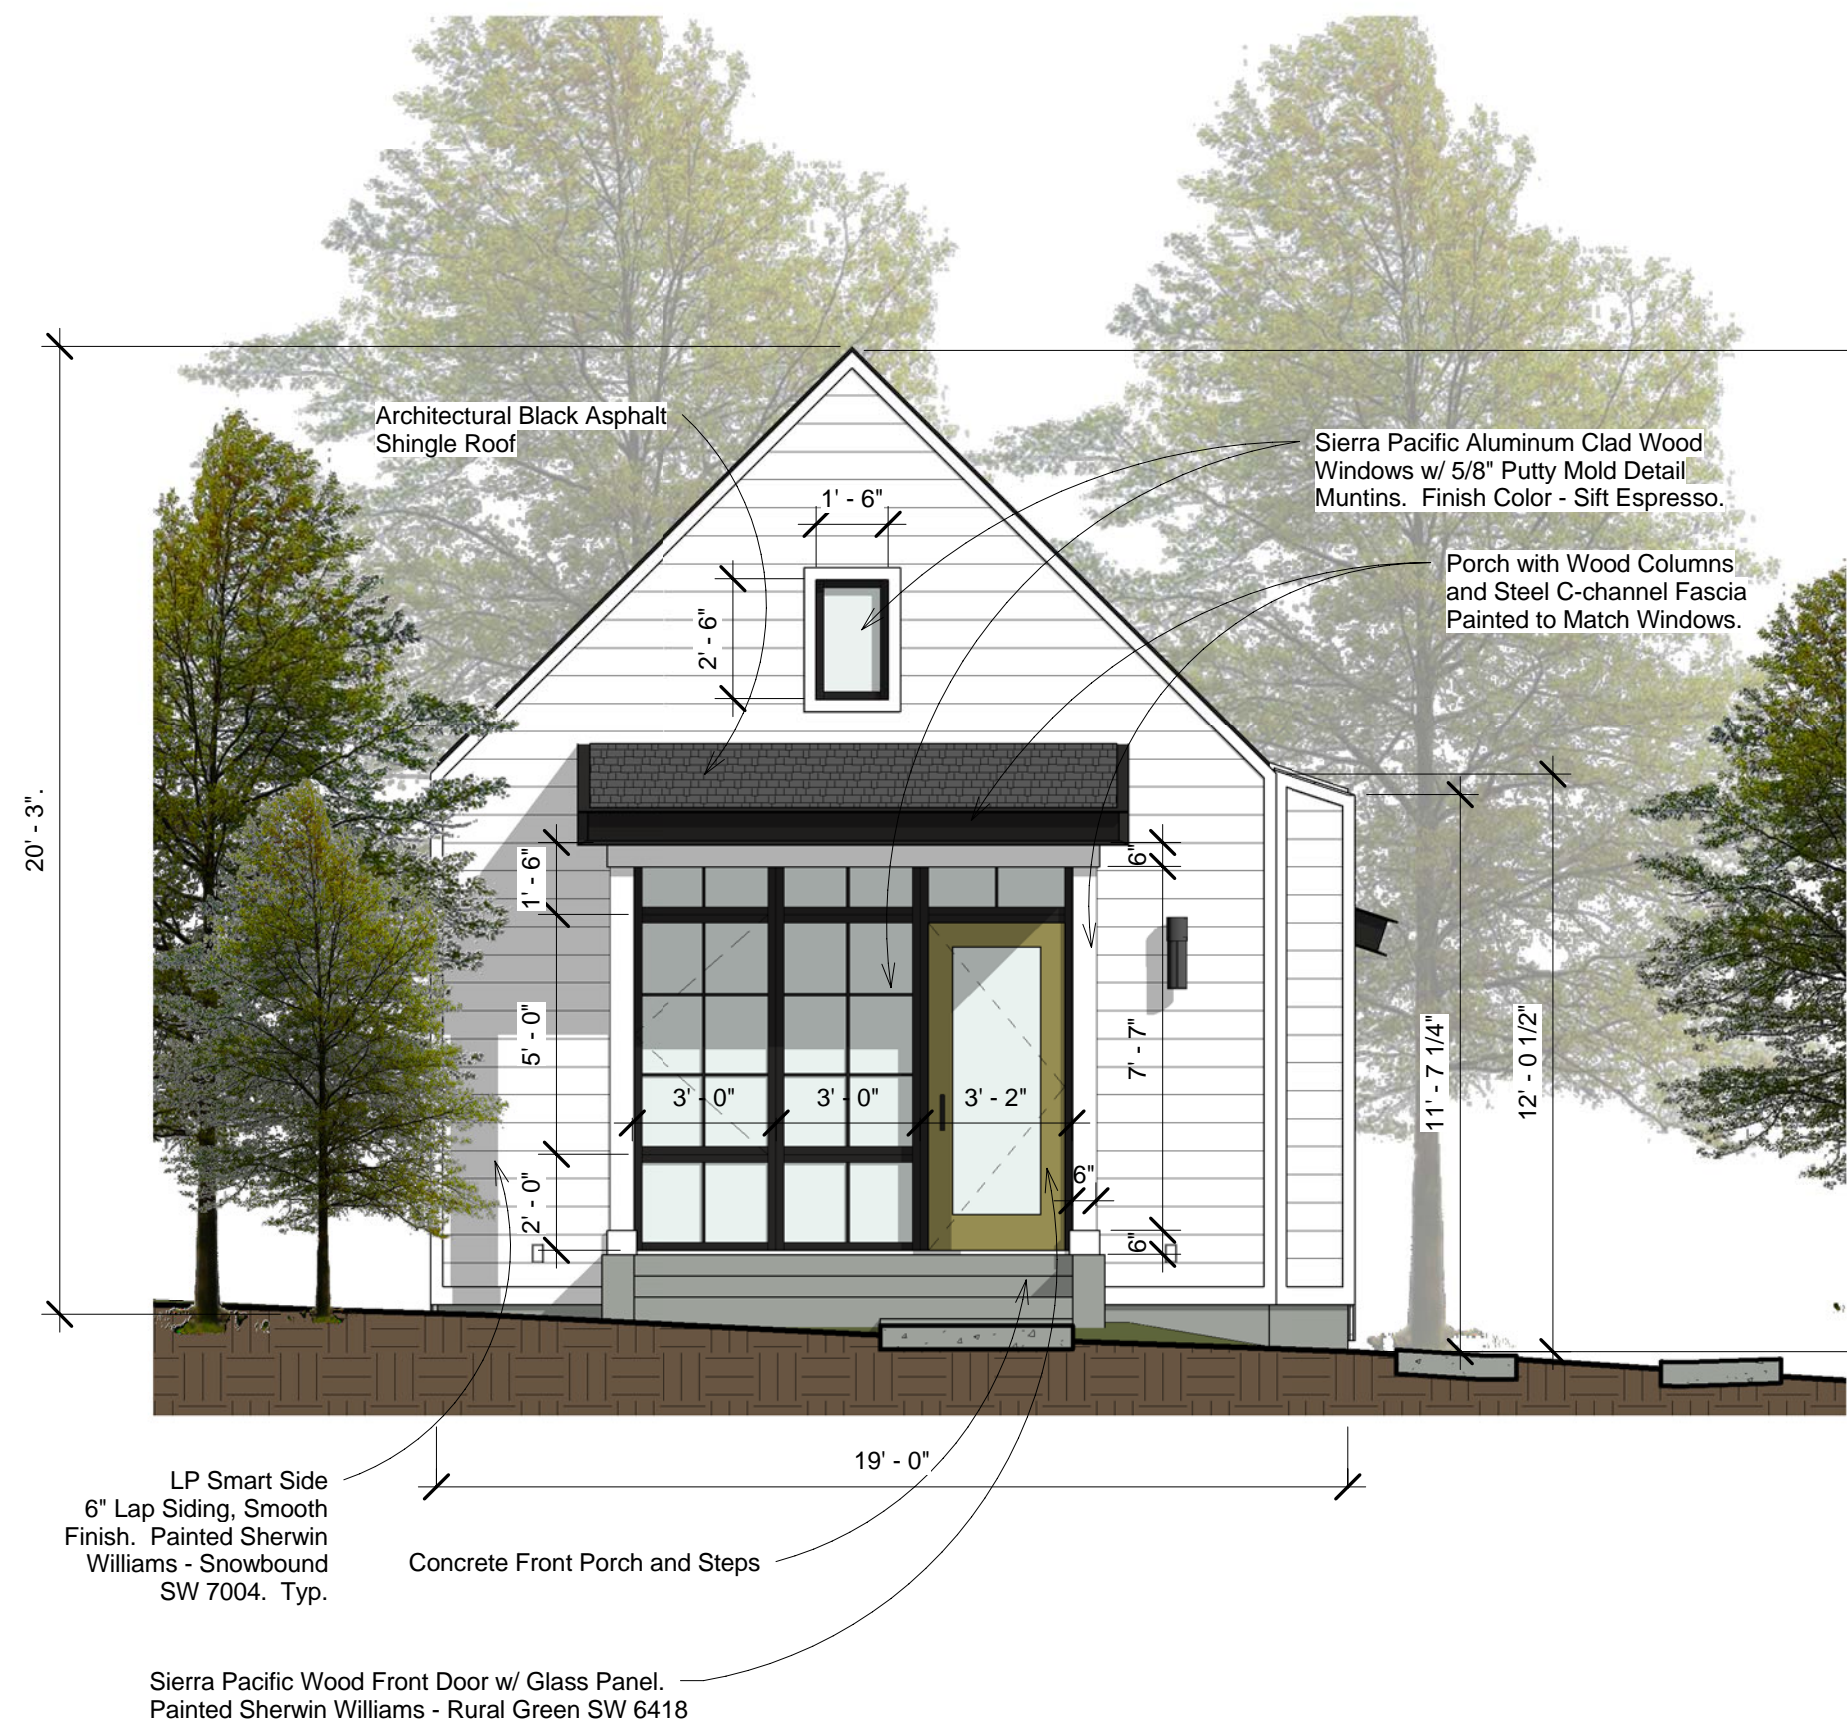 Architectural Black Asphalt
Shingle Roof
Sierra Pacific Aluminum Clad Wood
Windows w/ 5/8" Putty Mold Detail
Muntins.  Finish Color - Sift Espresso.
1' - 6"
Porch with Wood Columns
and Steel C-channel Fascia
Painted to Match Windows.
2' - 6"
20' - 3".
1' - 6"
6"
5' - 0"
7' - 7"
11' - 7 1/4"
12' - 0 1/2"
3' - 0"
3' - 0"
3' - 2"
6"
2' - 0"
6"
19' - 0"
LP Smart Side
6" Lap Siding, Smooth
Finish.  Painted Sherwin
Williams - Snowbound
SW 7004.  Typ.
Concrete Front Porch and Steps
Sierra Pacific Wood Front Door w/ Glass Panel.
Painted Sherwin Williams - Rural Green SW 6418